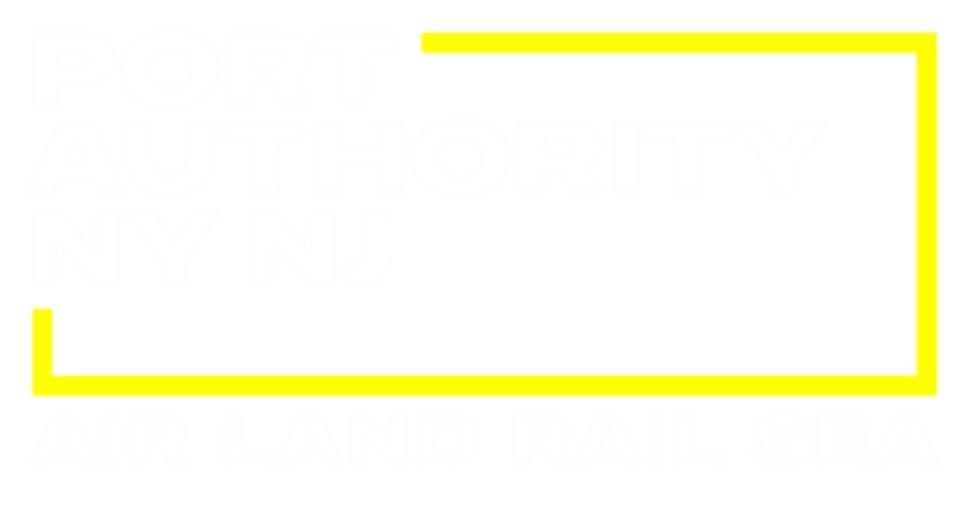 PORT
AUTHORITY
NY NJ
AIR LAND RAIL SEA